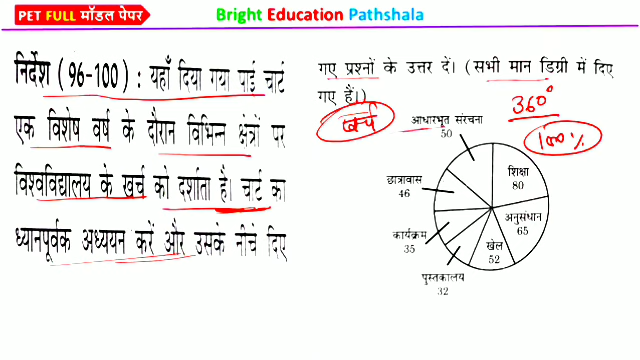 PET FULL मॉडल पेपर
Bright Education Pathshala
निर्देश (96-100) : यहाँ दिया गया पाई चार्ट
एक विशेष वर्ष के दौरान विभिन्न क्षेत्रों पर
विश्वविद्यालय के खर्च को दर्शाता है। चार्ट का
ध्यानपूर्वक अध्ययन करें और उसके नीचे दिए
गए प्रश्नों के उत्तर दें। (सभी मान डिग्री में दिए
गए हैं।)
360°
खर्च
100%
आधारभूत संरचना
50
शिक्षा
80
छात्रावास
46
अनुसंधान
65
कार्यक्रम
35
खेल
52
पुस्तकालय
32